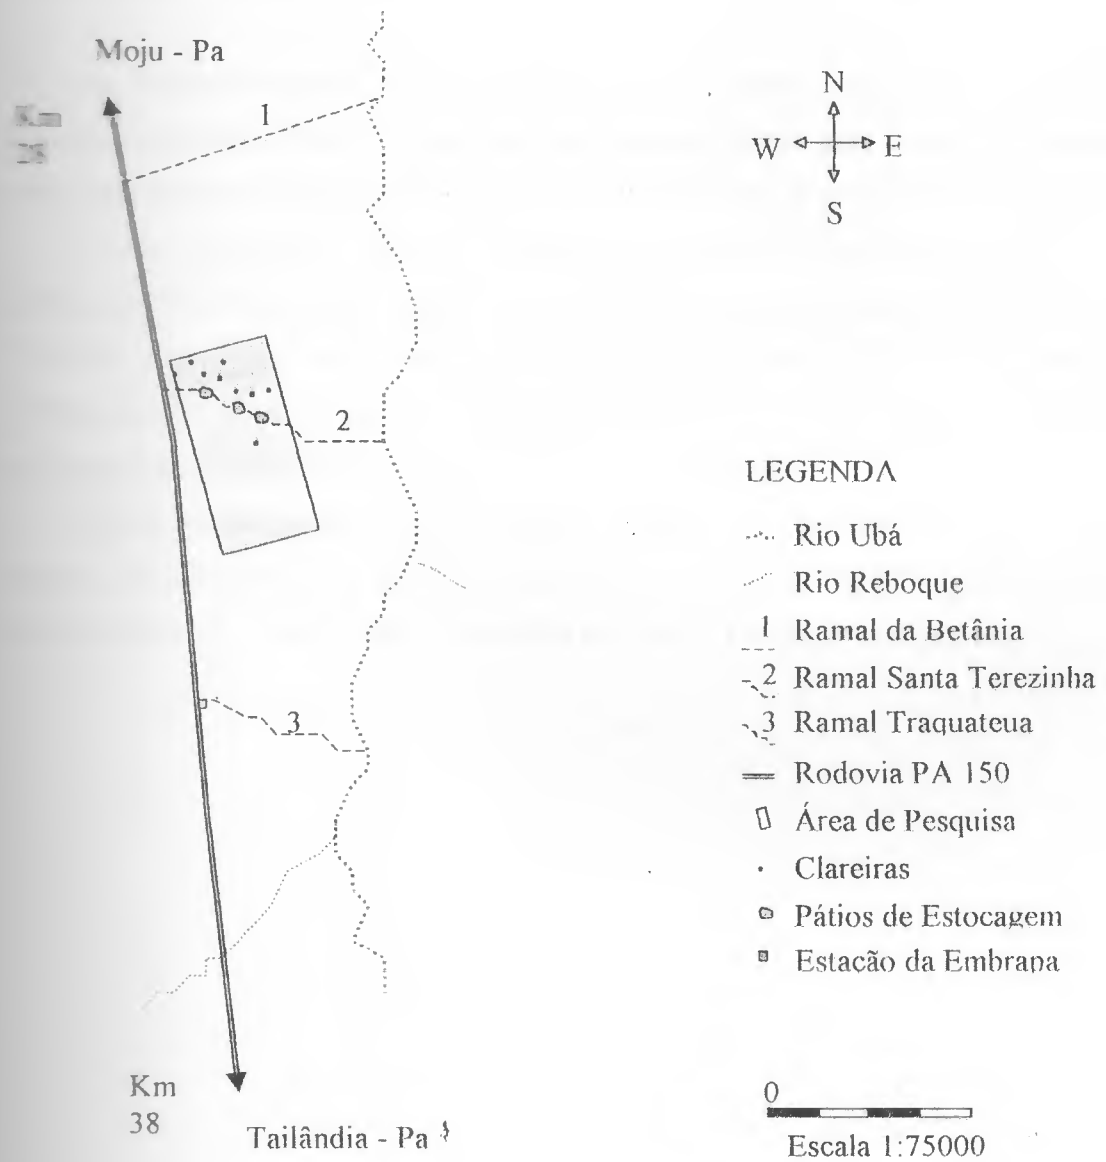 Moju - Pa
Km
28
1
N
W E
S
2
3
LEGENDA
Rio Ubá
Rio Reboque
1 Ramal da Betânia
2 Ramal Santa Terezinha
3 Ramal Traquateua
Rodovia PA 150
Área de Pesquisa
Clareiras
Pátios de Estocagem
Estação da Embrapa
Km
38
Tailândia - Pa
0
Escala 1:75000